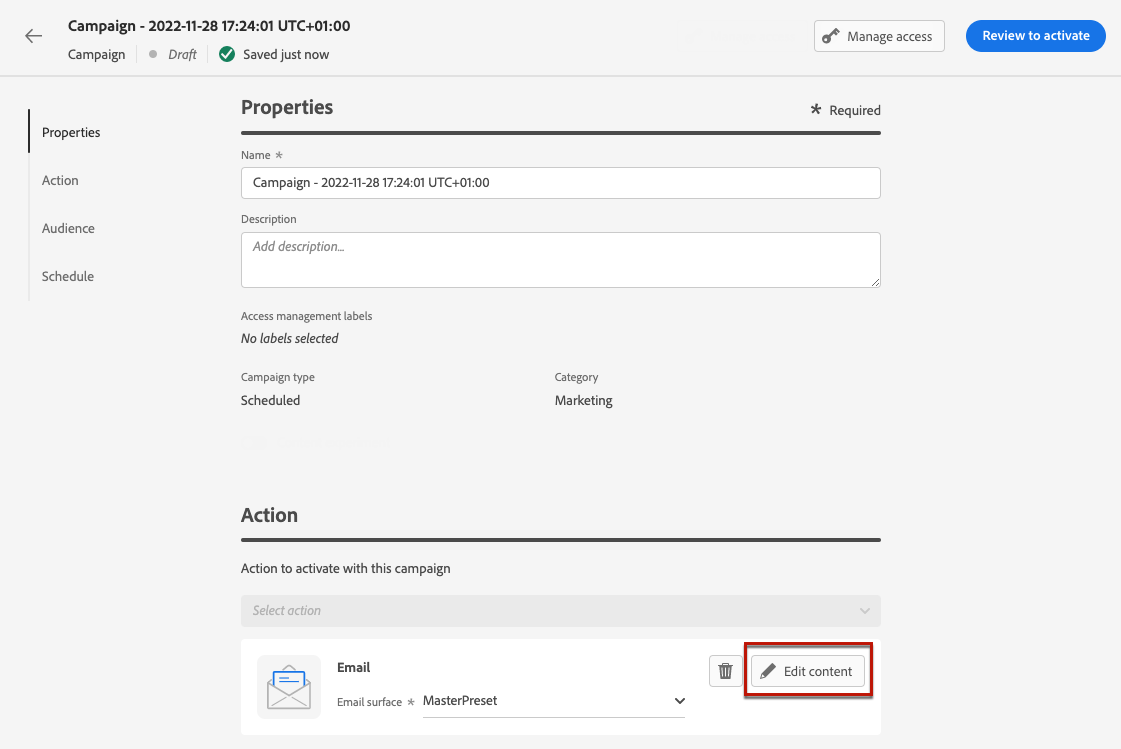 Campaign - 2022-11-28 17:24:01 UTC+01:00
Campaign
Draft
Saved just now
Manage access
Review to activate
Properties
Action
Audience
Schedule
Properties
* Required
Name *
Campaign - 2022-11-28 17:24:01 UTC+01:00
Description
Add description...
Access management labels
No labels selected
Campaign type
Category
Scheduled
Marketing
Action
Action to activate with this campaign
Select action
Email
Email surface * MasterPreset
Edit content